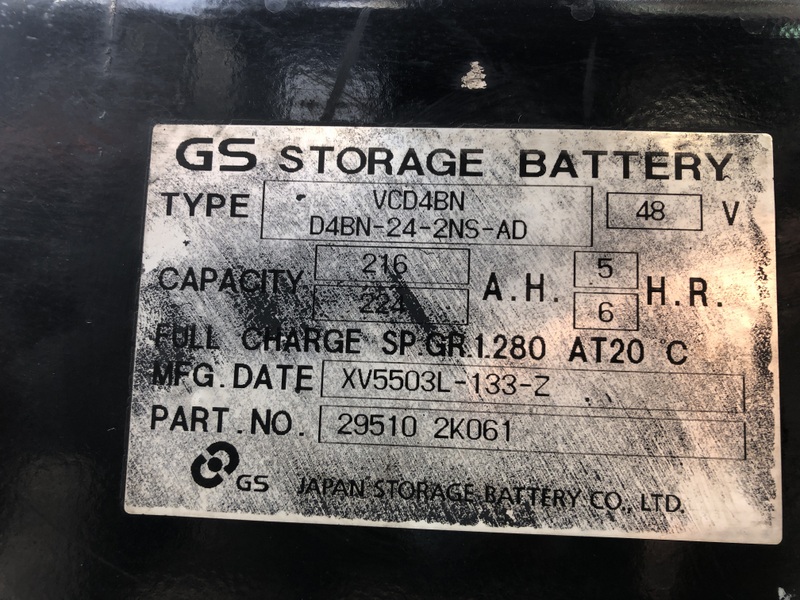 GS STORAGE BATTERY
TYPE VCD4BN 48 V
D4BN-24-2NS-AD
CAPACITY 216 A.H. 5 H.R.
224 6
FULL CHARGE SP.GR.1.280 AT20 C
MFG.DATE XV5503L-133-Z
PART.NO. 29510 2K061
GS JAPAN STORAGE BATTERY CO., LTD.